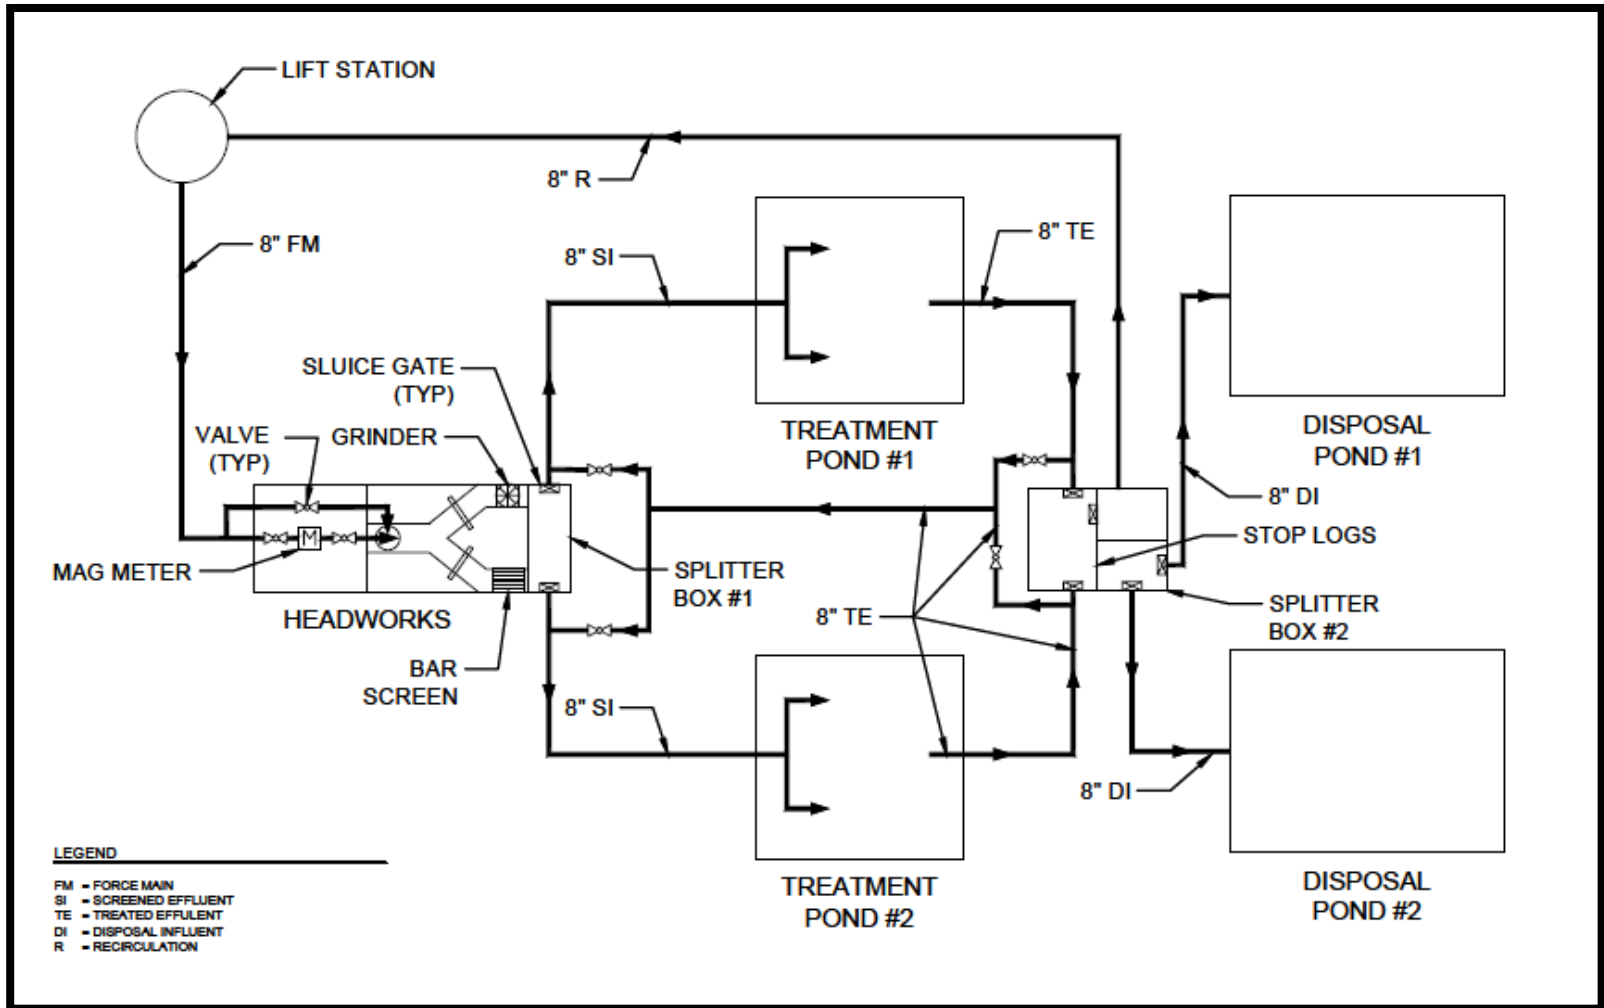 LIFT STATION
8" R
8" FM
8" SI
8" TE
SLUICE GATE
(TYP)
VALVE
(TYP)
GRINDER
TREATMENT
POND #1
DISPOSAL
POND #1
8" DI
M
STOP LOGS
MAG METER
SPLITTER
BOX #1
HEADWORKS
8" TE
SPLITTER
BOX #2
BAR
SCREEN
8" SI
8" DI
TREATMENT
POND #2
DISPOSAL
POND #2
LEGEND
FM = FORCE MAIN
SI = SCREENED EFFLUENT
TE = TREATED EFFULENT
DI = DISPOSAL INFLUENT
R = RECIRCULATION